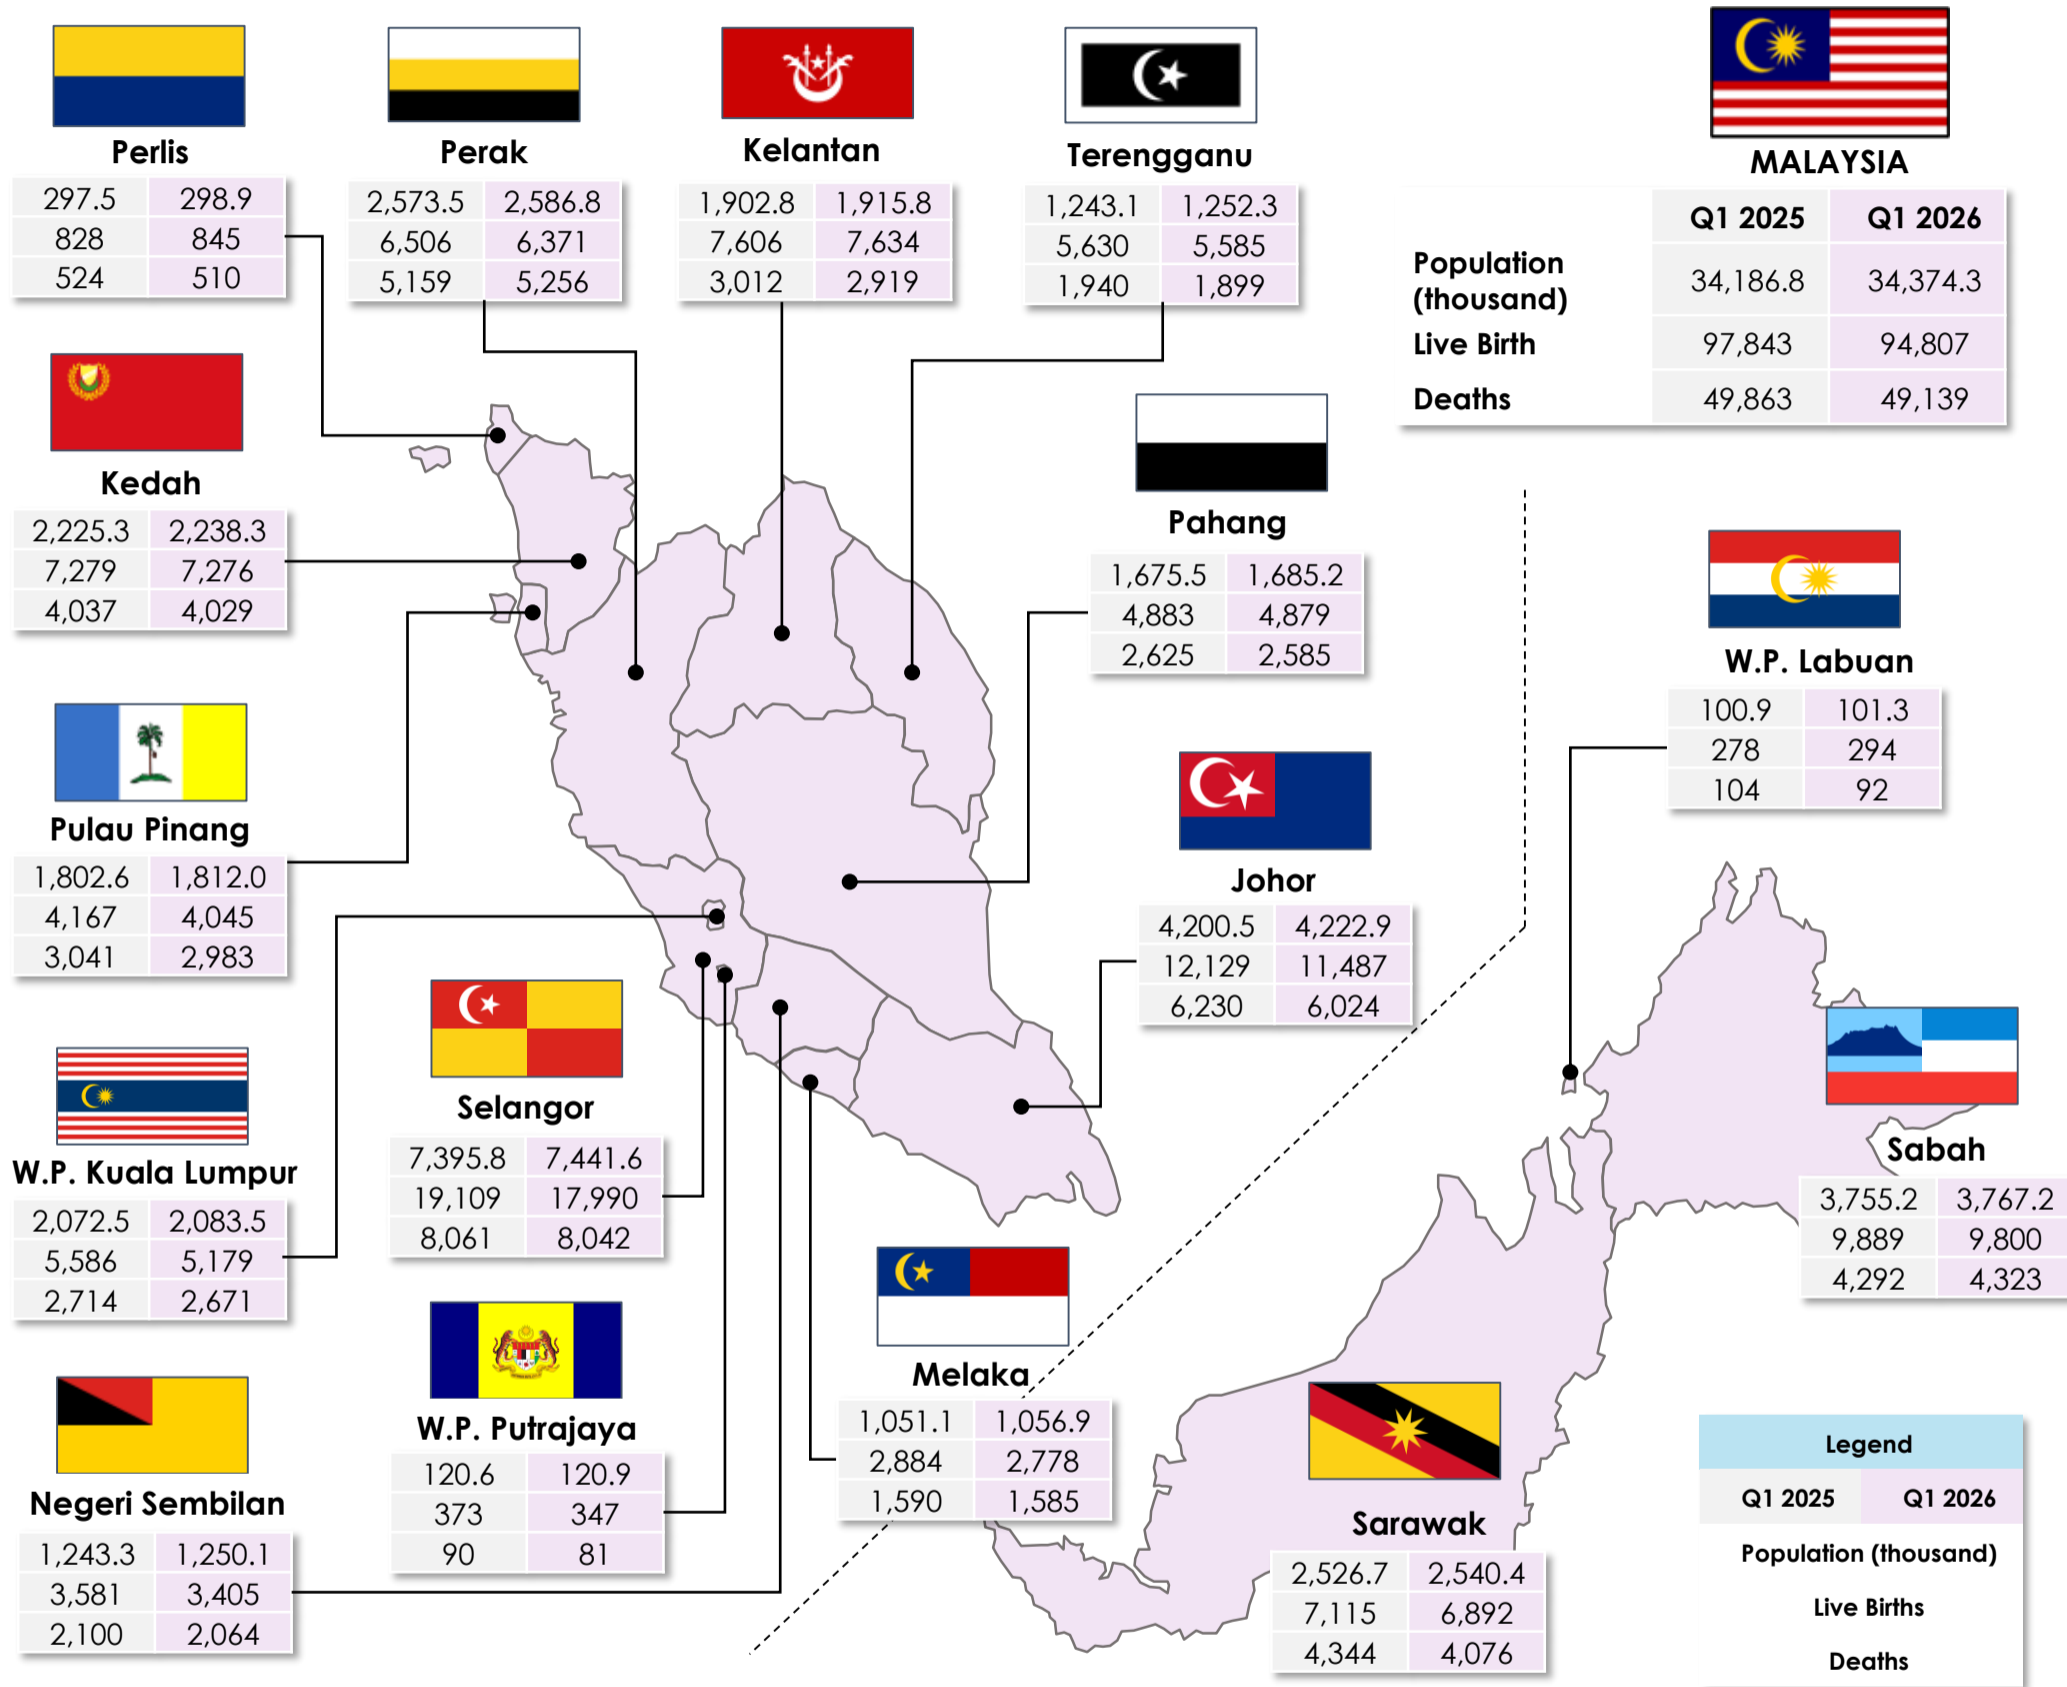 Perlis
297.5 298.9
828 845
524 510
Perak
2,573.5 2,586.8
6,506 6,371
5,159 5,256
Kelantan
1,902.8 1,915.8
7,606 7,634
3,012 2,919
Terengganu
1,243.1 1,252.3
5,630 5,585
1,940 1,899
MALAYSIA
Q1 2025 Q1 2026
Population
(thousand) 34,186.8 34,374.3
Live Birth 97,843 94,807
Deaths 49,863 49,139
Kedah
2,225.3 2,238.3
7,279 7,276
4,037 4,029
Pahang
1,675.5 1,685.2
4,883 4,879
2,625 2,585
W.P. Labuan
100.9 101.3
278 294
104 92
Pulau Pinang
1,802.6 1,812.0
4,167 4,045
3,041 2,983
Johor
4,200.5 4,222.9
12,129 11,487
6,230 6,024
Selangor
7,395.8 7,441.6
19,109 17,990
8,061 8,042
W.P. Kuala Lumpur
2,072.5 2,083.5
5,586 5,179
2,714 2,671
Sabah
3,755.2 3,767.2
9,889 9,800
4,292 4,323
W.P. Putrajaya
120.6 120.9
373 347
90 81
Melaka
1,051.1 1,056.9
2,884 2,778
1,590 1,585
Negeri Sembilan
1,243.3 1,250.1
3,581 3,405
2,100 2,064
Sarawak
2,526.7 2,540.4
7,115 6,892
4,344 4,076
Legend
Q1 2025 Q1 2026
Population (thousand)
Live Births
Deaths